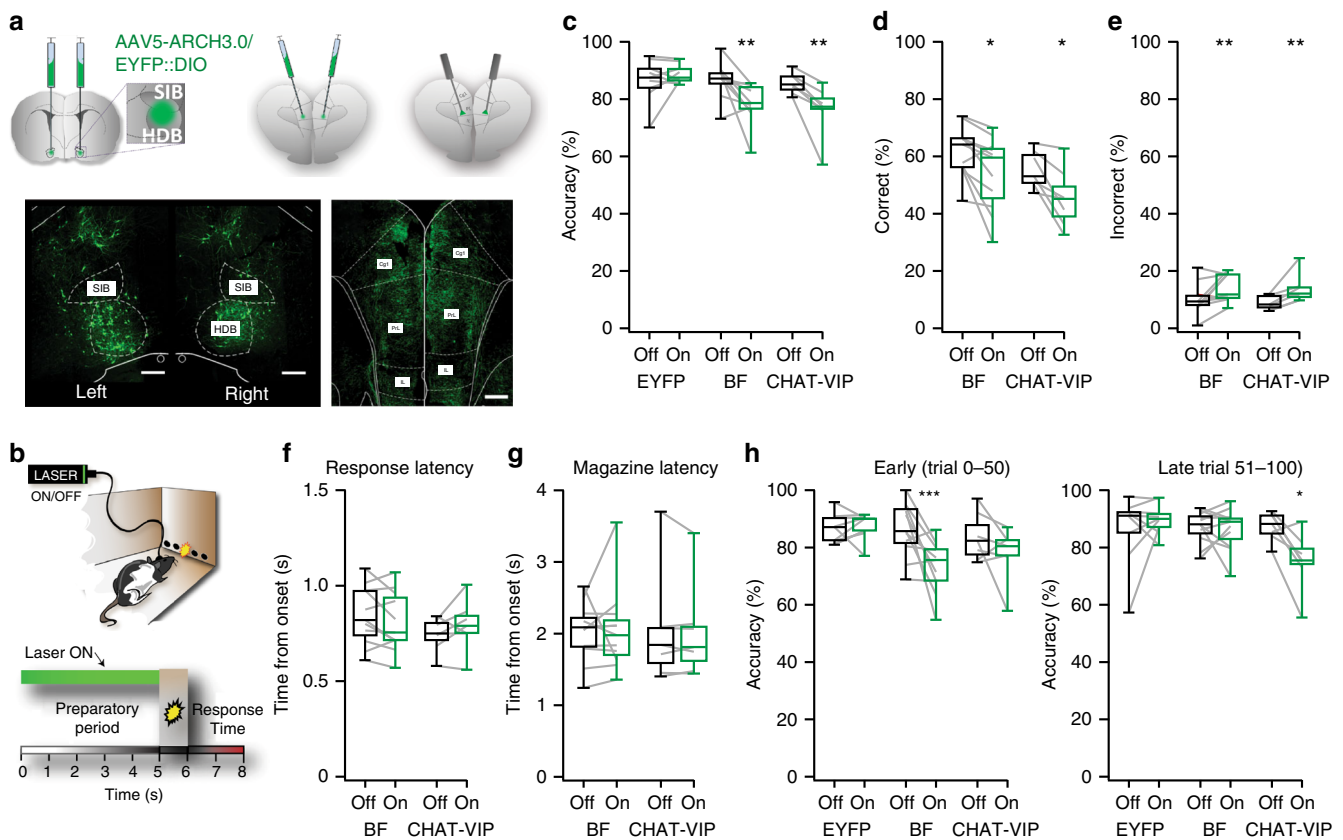 a
AAV5-ARCH3.0/
EYFP::DIO
SIB
HDB
SIB
SIB
HDB
Left
Right
Cg1
Cg1
PrL
PrL
IL
IL
b
LASER
ON/OFF
Laser ON
Preparatory
period
Response
Time
0 1 2 3 4 5 6 7 8
Time (s)
c
** **
Accuracy (%)
100
80
60
40
20
0
Off On Off On Off On
EYFP BF CHAT-VIP
d
* *
Correct (%)
100
80
60
40
20
0
Off On Off On
BF CHAT-VIP
e
** **
Incorrect (%)
100
80
60
40
20
0
Off On Off On
BF CHAT-VIP
f
Response latency
Time from onset (s)
1.5
1.0
0.5
0
Off On Off On
BF CHAT-VIP
g
Magazine latency
Time from onset (s)
4
3
2
1
0
Off On Off On
BF CHAT-VIP
h
Early (trial 0–50)
***
Accuracy (%)
100
80
60
40
20
0
Off On Off On Off On
EYFP BF CHAT-VIP
Late trial 51–100)
*
Accuracy (%)
100
80
60
40
20
0
Off On Off On Off On
EYFP BF CHAT-VIP